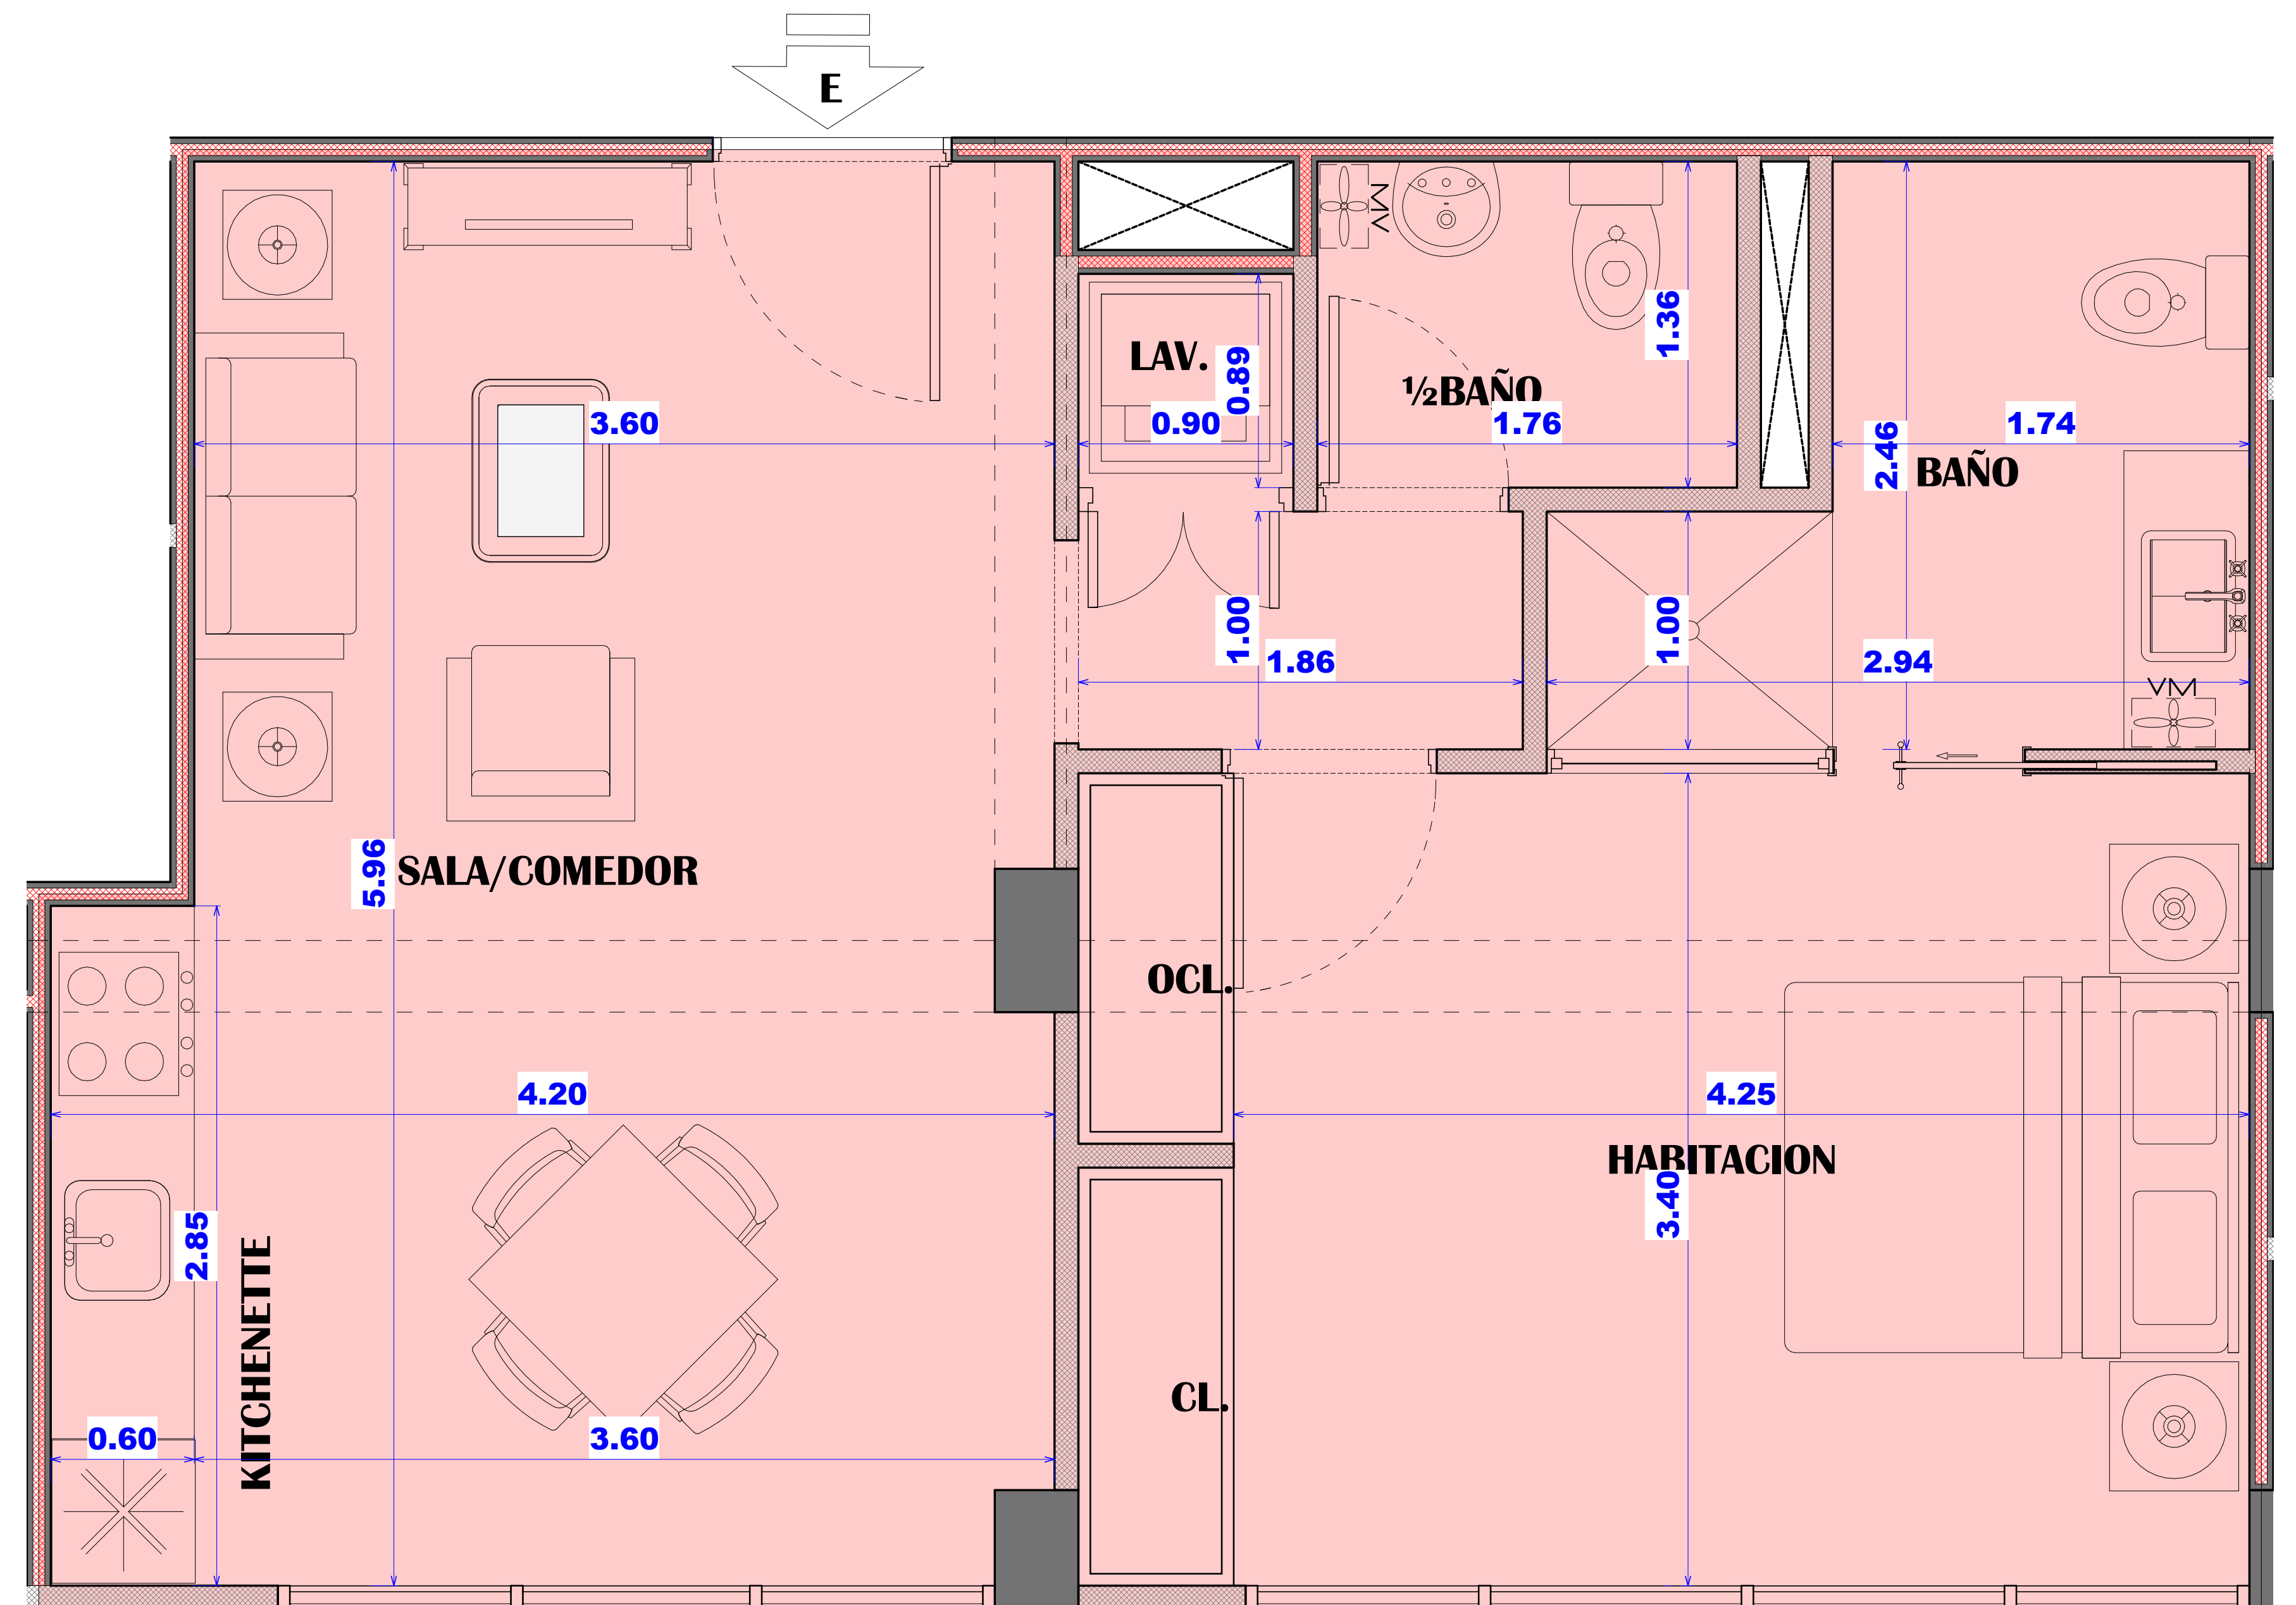 E
LAV.
0.89
1.36
½BAÑO
3.60
0.90
1.76
1.74
2.46
BAÑO
MV
1.00
1.86
1.00
2.94
VM
5.96
SALA/COMEDOR
OCL.
4.20
4.25
HABITACION
3.40
2.85
KITCHENETTE
CL.
0.60
3.60